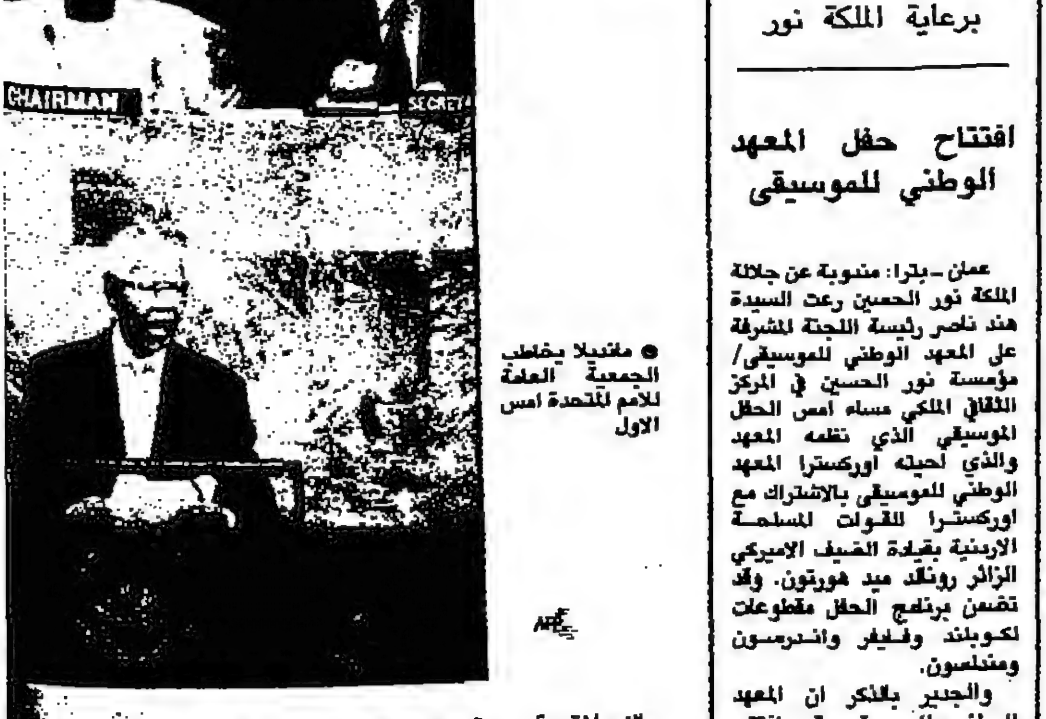 برعاية الملكة نور
افتتاح حفل المعهد
الوطني للموسيقى
عمان ـ بترا: مندوبة عن جلالة
الملكة نور الحسين رعت السيدة
هند ناصر رئيسة اللجنة المشرفة
على المعهد الوطني للموسيقى/
مؤسسة نور الحسين في المركز
الثقافي الملكي مساء امس الحفل
الموسيقي الذي نظمه المعهد
والذي احيته اوركسترا المعهد
الوطني للموسيقى بالاشتراك مع
اوركسترا القوات المسلحة
الاردنية بقيادة الضيف الاميركي
الزائر رونالد ميد هورتون. وقد
تضمن برنامج الحفل مقطوعات
لكوبلند وفليفر واندرسون
ومندلسون.
والجدير بالذكر ان المعهد
CHAIRMAN
SECRET
مانديلا يخاطب
الجمعية العامة
للامم المتحدة امس
الاول